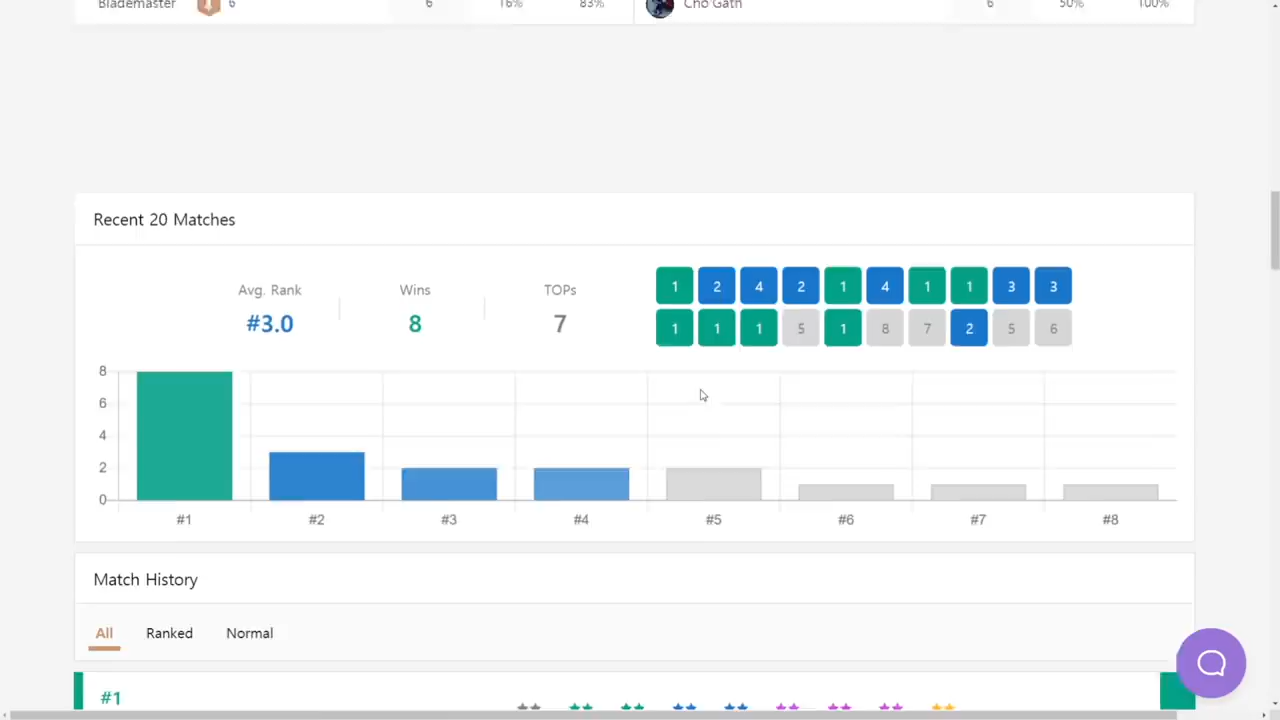 Blademaster 6 6 16% 83% Cho'Gath 6 50% 100%
Recent 20 Matches
Avg. Rank Wins TOPs
#3.0 8 7
1 2 4 2 1 4 1 1 3 3
1 1 1 5 1 8 7 2 5 6
8
6
4
2
0
#1 #2 #3 #4 #5 #6 #7 #8
Match History
All Ranked Normal
#1